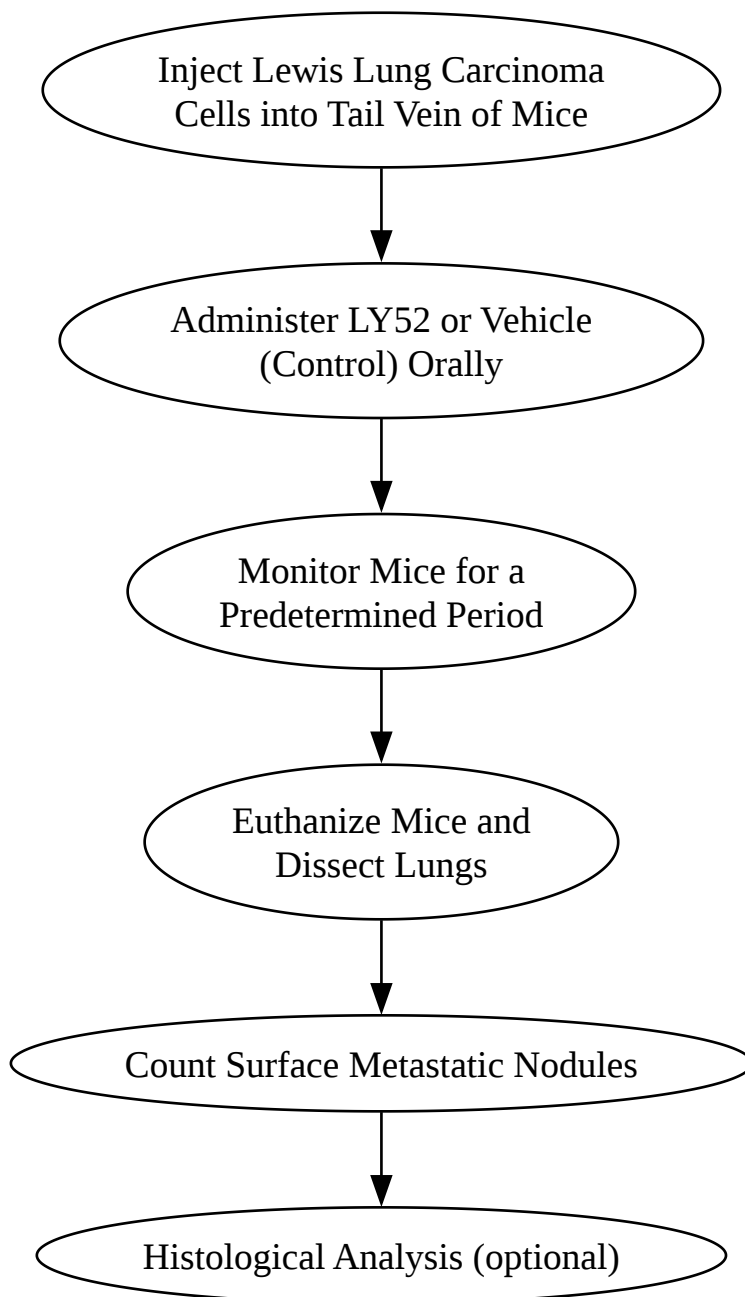 Inject Lewis Lung Carcinoma
Cells into Tail Vein of Mice
Administer LY52 or Vehicle
(Control) Orally
Monitor Mice for a
Predetermined Period
Euthanize Mice and
Dissect Lungs
Count Surface Metastatic Nodules
Histological Analysis (optional)